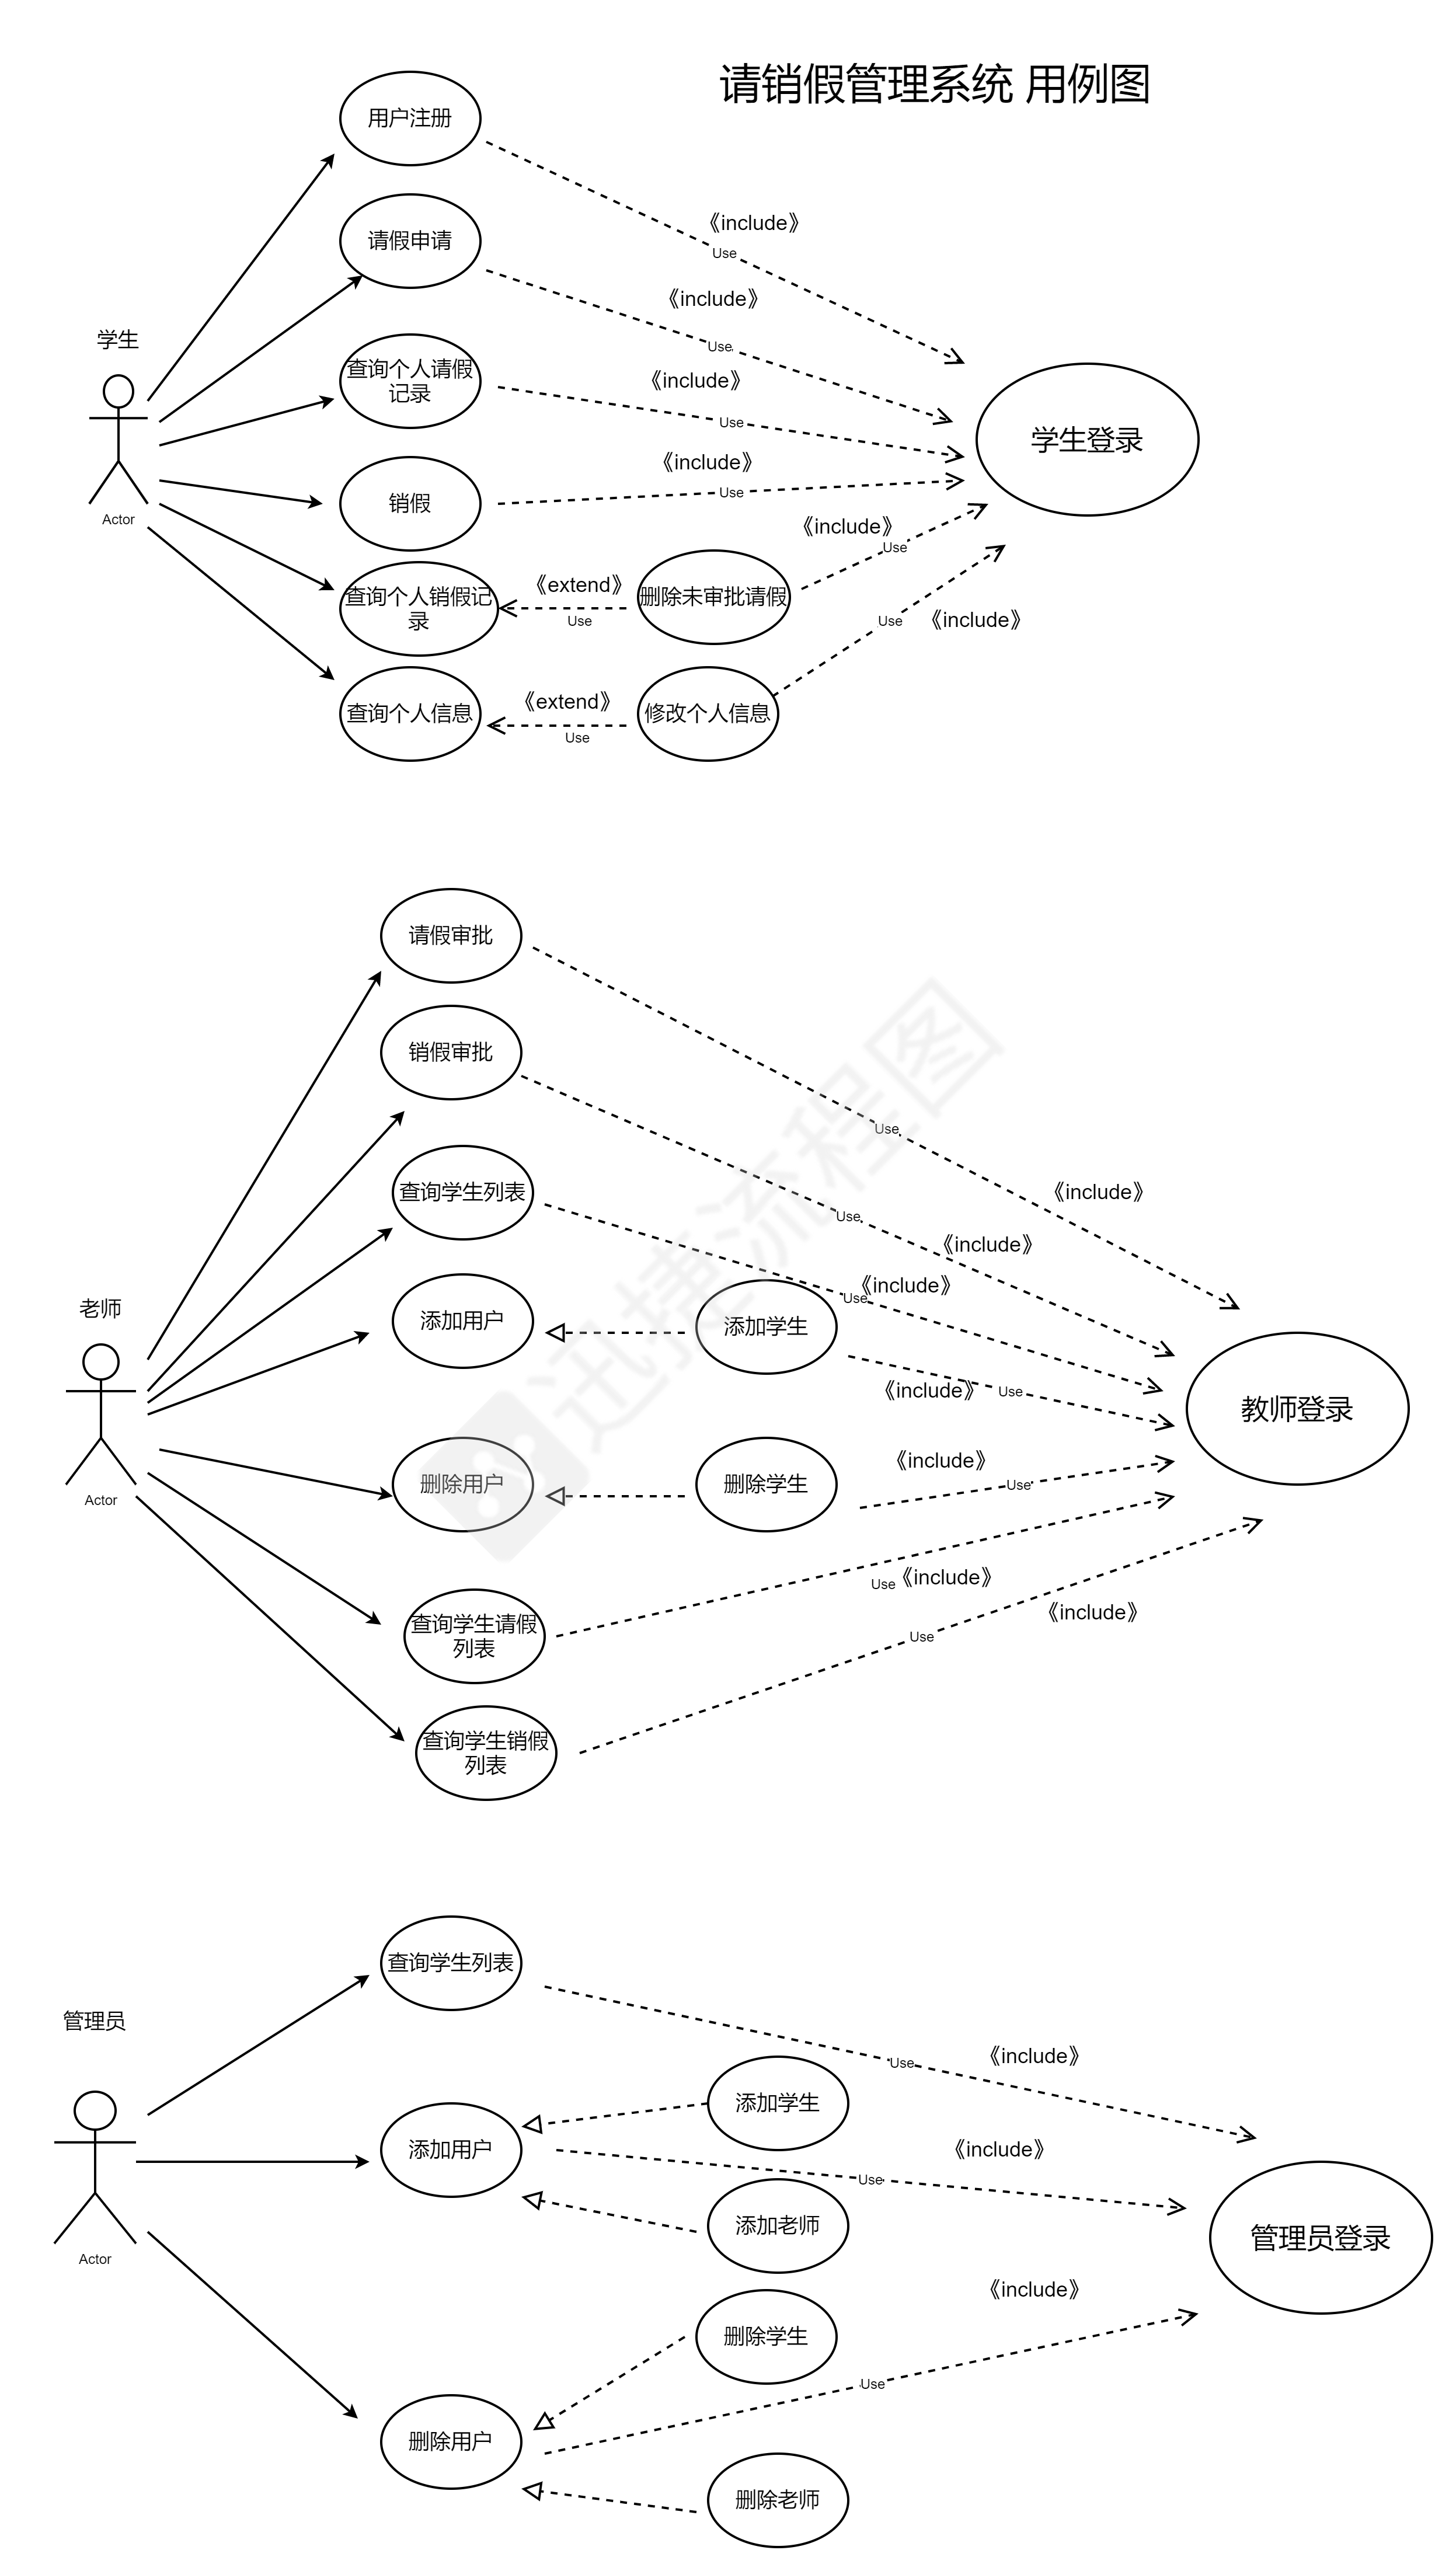 请销假管理系统 用例图
用户注册
《include》
Use
请假申请
《include》
Use
学生
查询个人请假
记录
《include》
Use
学生登录
销假
《include》
Use
Actor
《include》
Use
查询个人销假记
录
《extend》
Use
删除未审批请假
Use
《include》
查询个人信息
《extend》
Use
修改个人信息
请假审批
销假审批
Use
《include》
查询学生列表
Use
《include》
《include》
Use
老师
添加用户
添加学生
《include》
Use
教师登录
删除用户
删除学生
《include》
Use
Actor
Use
《include》
查询学生请假
列表
《include》
Use
查询学生销假
列表
迅捷流程图
查询学生列表
管理员
《include》
Use
添加学生
添加用户
《include》
Use
添加老师
管理员登录
Actor
《include》
删除学生
Use
删除用户
删除老师